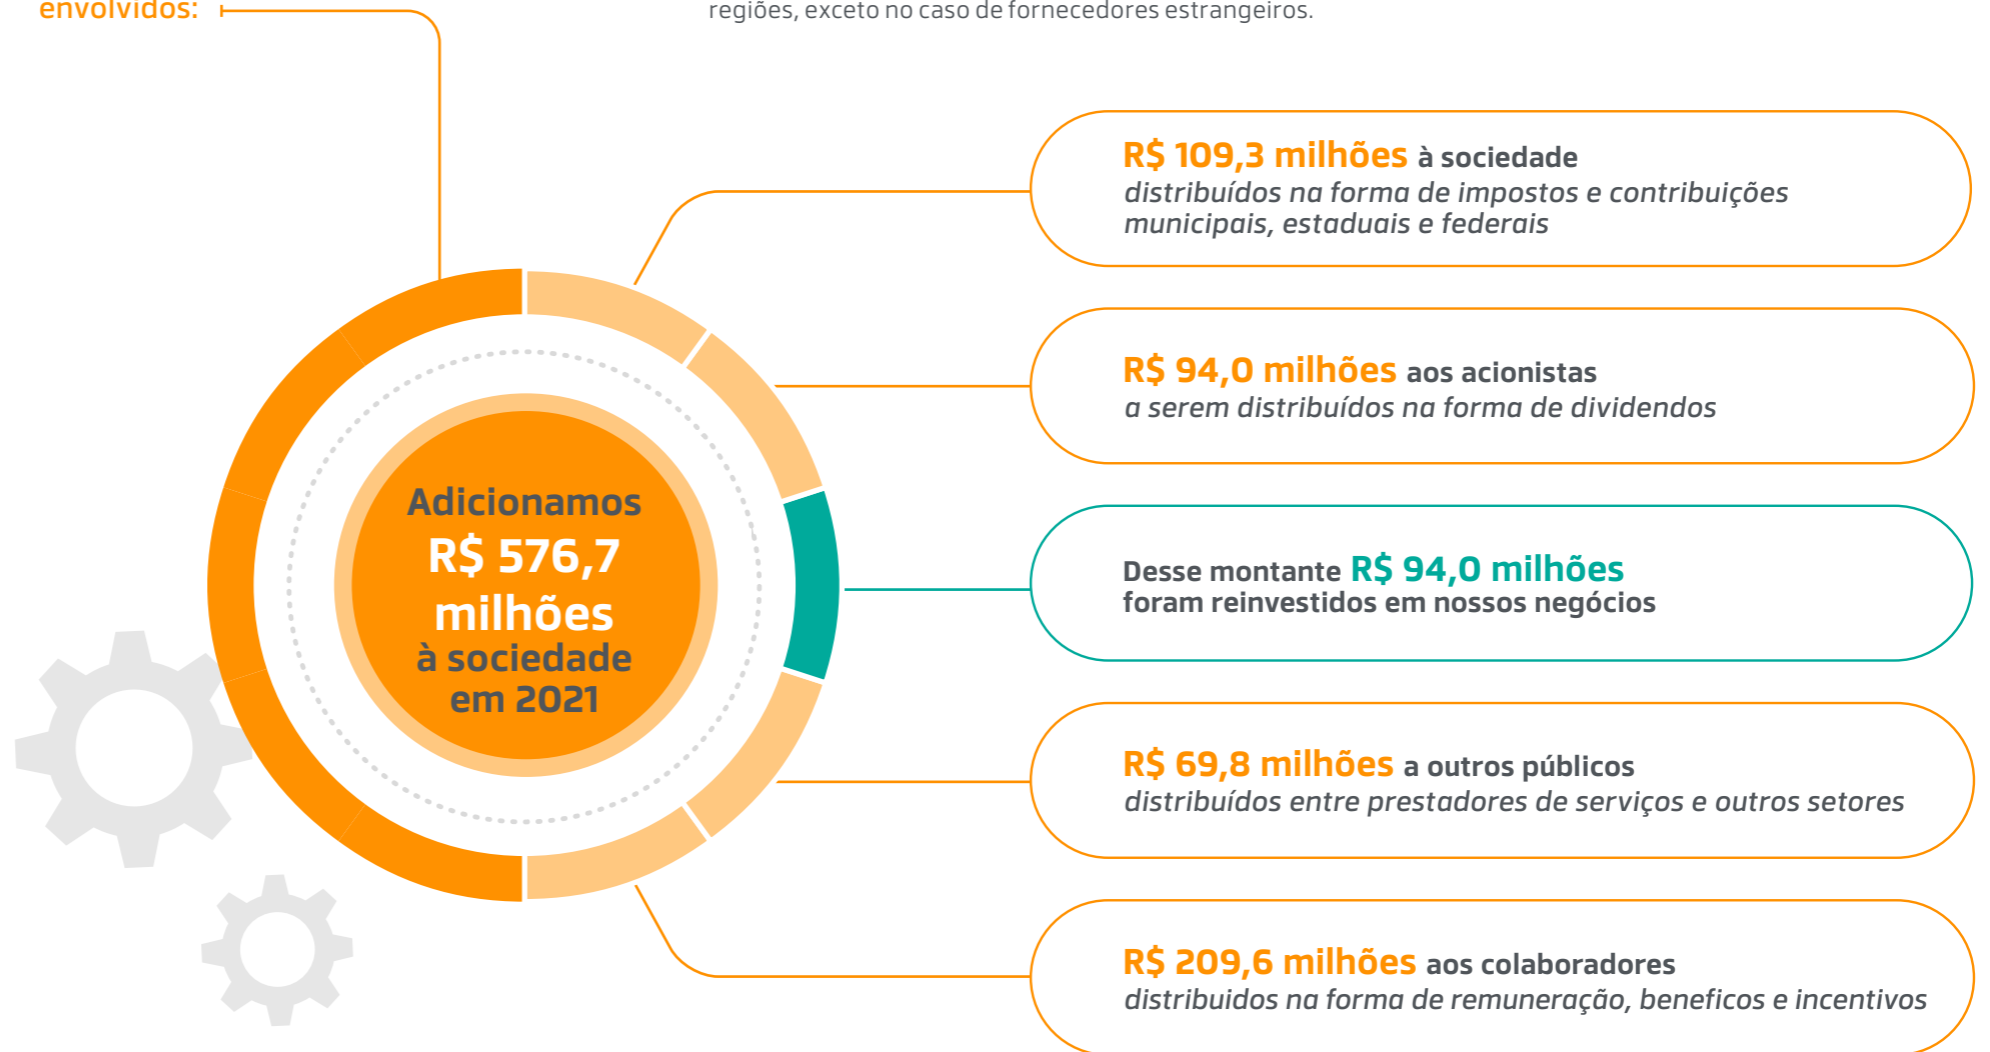 envolvidos:
regiões, exceto no caso de fornecedores estrangeiros.
Adicionamos
R$ 576,7
milhões
à sociedade
em 2021
R$ 109,3 milhões à sociedade
distribuídos na forma de impostos e contribuições
municipais, estaduais e federais
R$ 94,0 milhões aos acionistas
a serem distribuídos na forma de dividendos
Desse montante R$ 94,0 milhões
foram reinvestidos em nossos negócios
R$ 69,8 milhões a outros públicos
distribuídos entre prestadores de serviços e outros setores
R$ 209,6 milhões aos colaboradores
distribuidos na forma de remuneração, beneficos e incentivos